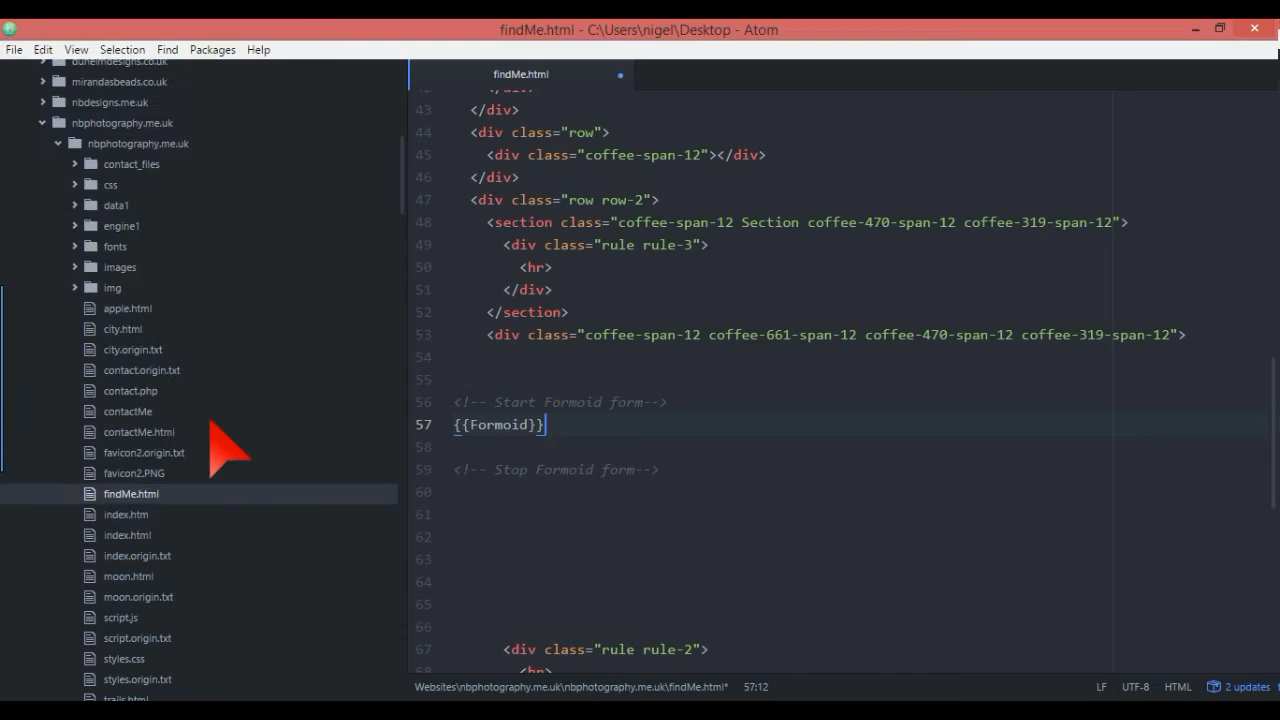 findMe.html - C:\Users\nigel\Desktop - Atom
File Edit View Selection Find Packages Help
dunelmdesigns.co.uk
mirandasbeads.co.uk
nbdesigns.me.uk
nbphotography.me.uk
nbphotography.me.uk
contact_files
css
data1
engine1
fonts
images
img
apple.html
city.html
city.origin.txt
contact.origin.txt
contact.php
contactMe
contactMe.html
favicon2.origin.txt
favicon2.PNG
findMe.html
index.htm
index.html
index.origin.txt
moon.html
moon.origin.txt
script.js
script.origin.txt
styles.css
styles.origin.txt
trails.html
findMe.html
42 </div>
43 </div>
44 <div class="row">
45 <div class="coffee-span-12"></div>
46 </div>
47 <div class="row row-2">
48 <section class="coffee-span-12 Section coffee-470-span-12 coffee-319-span-12">
49 <div class="rule rule-3">
50 <hr>
51 </div>
52 </section>
53 <div class="coffee-span-12 coffee-661-span-12 coffee-470-span-12 coffee-319-span-12">
54
55
56 <!-- Start Formoid form-->
57 {{Formoid}}
58
59 <!-- Stop Formoid form-->
60
61
62
63
64
65
66
67 <div class="rule rule-2">
68 <hr>
Websites\nbphotography.me.uk\nbphotography.me.uk\findMe.html* 57:12 LF UTF-8 HTML 2 updates